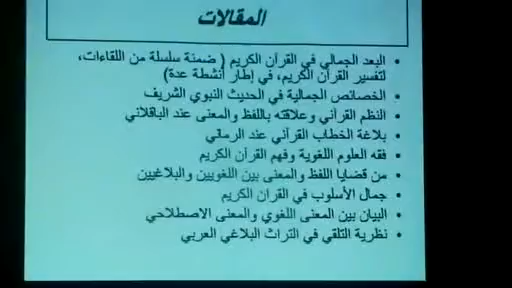 المقالات
البعد الجمالي في القرآن الكريم ( ضمنة سلسلة من اللقاءات،
لتفسير القرآن الكريم، في إطار أنشطة عدة)
الخصائص الجمالية في الحديث النبوي الشريف
النظم القرآني وعلاقته باللفظ والمعنى عند الباقلاني
بلاغة الخطاب القرآني عند الرماني
فقه العلوم اللغوية وفهم القرآن الكريم
من قضايا اللفظ والمعنى بين اللغويين والبلاغيين
جمال الأسلوب في القرآن الكريم
البيان بين المعنى اللغوي والمعنى الاصطلاحي
نظرية التلقي في التراث البلاغي العربي